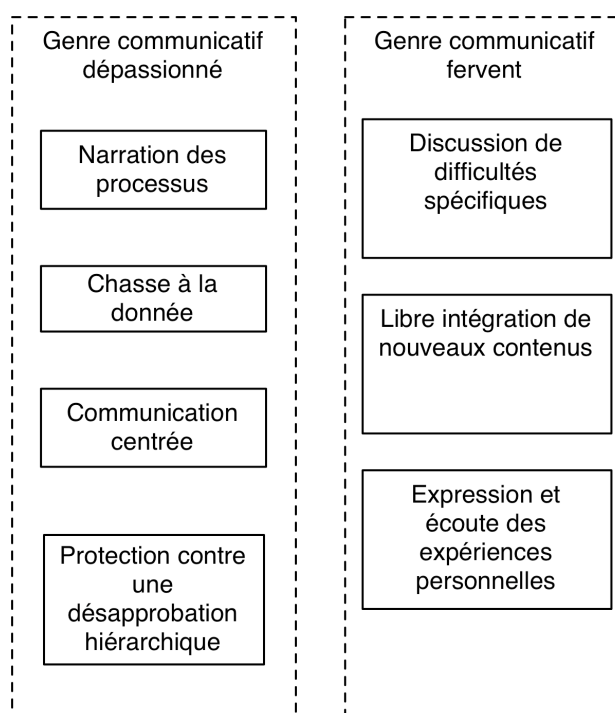 Genre communicatif
dépassionné
Narration des
processus
Chasse à la
donnée
Communication
centrée
Protection contre
une
désapprobation
hiérarchique
Genre communicatif
fervent
Discussion de
difficultés
spécifiques
Libre intégration de
nouveaux contenus
Expression et
écoute des
expériences
personnelles